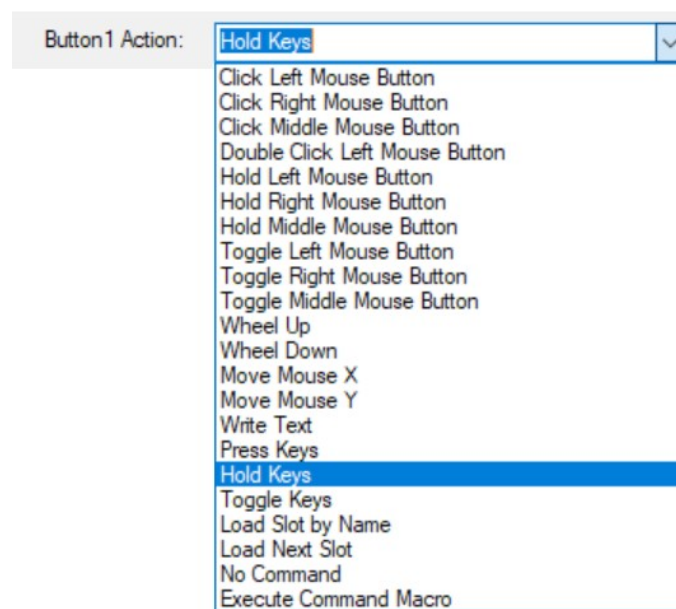 Button1 Action: Hold Keys
Click Left Mouse Button
Click Right Mouse Button
Click Middle Mouse Button
Double Click Left Mouse Button
Hold Left Mouse Button
Hold Right Mouse Button
Hold Middle Mouse Button
Toggle Left Mouse Button
Toggle Right Mouse Button
Toggle Middle Mouse Button
Wheel Up
Wheel Down
Move Mouse X
Move Mouse Y
Write Text
Press Keys
Hold Keys
Toggle Keys
Load Slot by Name
Load Next Slot
No Command
Execute Command Macro